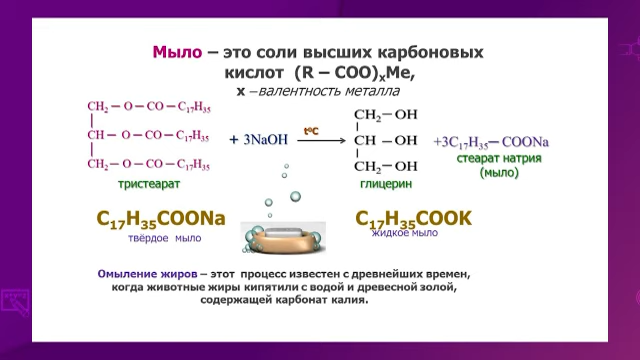 Мыло – это соли высших карбоновых
кислот (R – COO)ₓMe,
x – валентность металла
CH₂ – O – CO – C₁₇H₃₅
CH – O – CO – C₁₇H₃₅
CH₂ – O – CO – C₁₇H₃₅
тристеарат
+ 3NaOH
t°C
CH₂– OH
CH – OH
CH₂– OH
глицерин
+3C₁₇H₃₅– COONa
стеарат натрия
(мыло)
C₁₇H₃₅COONa
твёрдое мыло
C₁₇H₃₅COOK
жидкое мыло
Омыление жиров – этот процесс известен с древнейших времен,
когда животные жиры кипятили с водой и древесной золой,
содержащей карбонат калия.